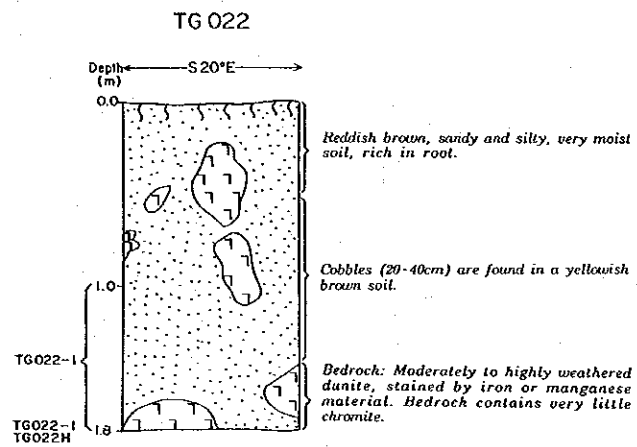 TG 022
Depth
(m)
S 20°E
0.0
Reddish brown, sandy and silty, very moist
soil, rich in root.
1.0
Cobbles (20-40cm) are found in a yellowish
brown soil.
TG022-1
Bedrock: Moderately to highly weathered
dunite, stained by iron or manganese
material. Bedrock contains very little
chromite.
TG022-1
TG022H
1.8